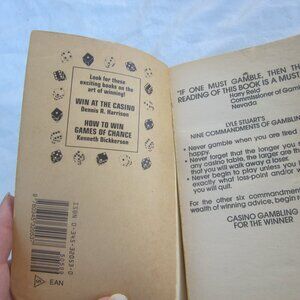 Look for these
exciting books on the
art of winning!
WIN AT THE CASINO
Dennis R. Harrison
HOW TO WIN
GAMES OF CHANCE
Kenneth Dickkerson
EAN
"IF ONE MUST GAMBLE, THEN TH
READING OF THIS BOOK IS A MUST
Harry Reid
Commissioner of Gam
Nevada
LYLE STUART'S
NINE COMMANDMENTS OF GAMBLING
• Never gamble when you are tired
happy.
• Never forget that the longer you
any casino table, the larger are the
that you will walk away a loser.
• Never begin to play unless you
exactly what loss-point and/or w
you will quit.
For the other six commandment
wealth of winning advice, begin
CASINO GAMBLING
FOR THE WINNER